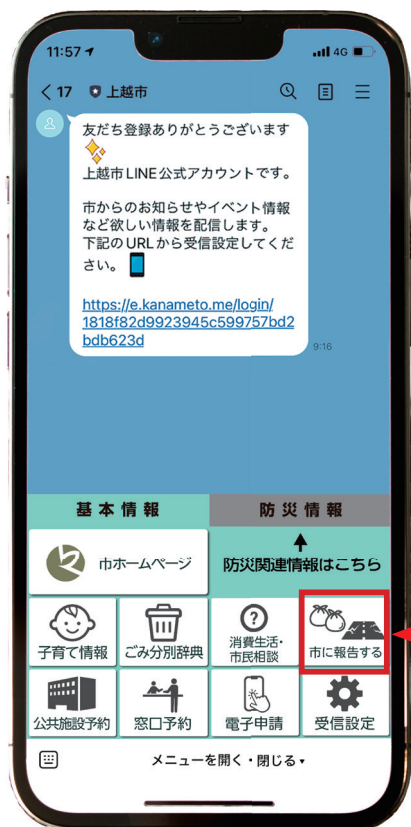 11:57
4G
17
上越市
友だち登録ありがとうございます
上越市LINE公式アカウントです。
市からのお知らせやイベント情報
など欲しい情報を配信します。
下記のURLから受信設定してくだ
さい。
https://e.kanameto.me/login/
1818f82d9923945c599757bd2
bdb623d
9:16
基本情報
防災情報
市ホームページ
防災関連情報はこちら
子育て情報
ごみ分別辞典
消費生活・
市民相談
市に報告する
公共施設予約
窓口予約
電子申請
受信設定
メニューを開く・閉じる▾